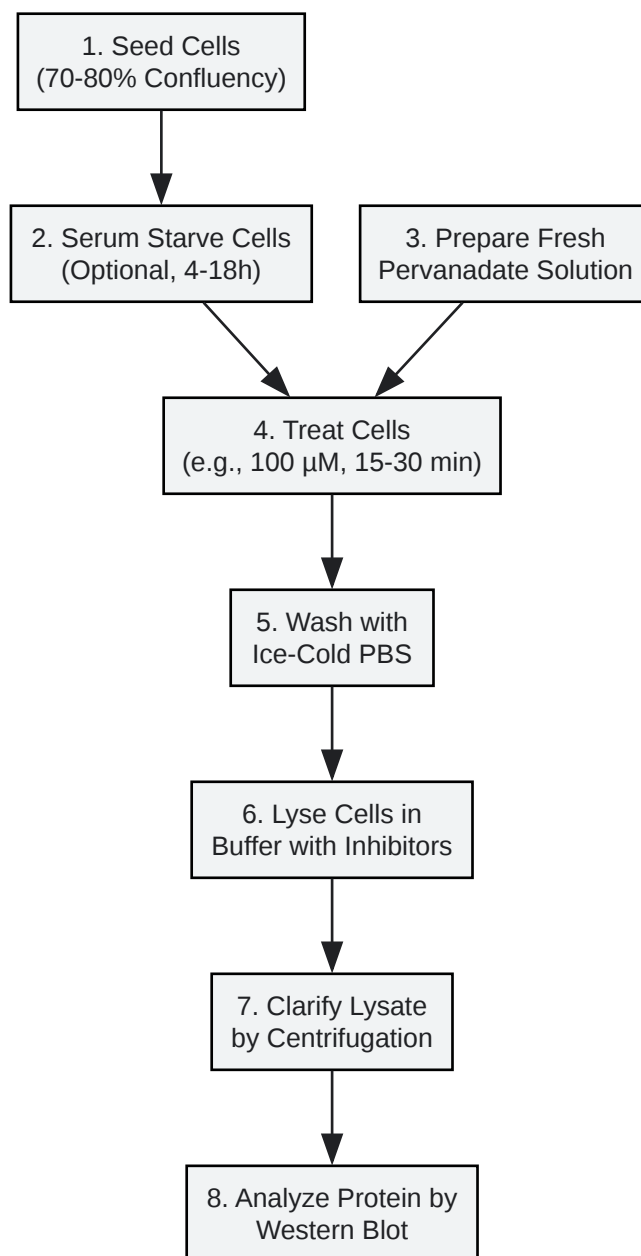 1. Seed Cells
(70-80% Confluency)
2. Serum Starve Cells
(Optional, 4-18h)
3. Prepare Fresh
Pervanadate Solution
4. Treat Cells
(e.g., 100 µM, 15-30 min)
5. Wash with
Ice-Cold PBS
6. Lyse Cells in
Buffer with Inhibitors
7. Clarify Lysate
by Centrifugation
8. Analyze Protein by
Western Blot